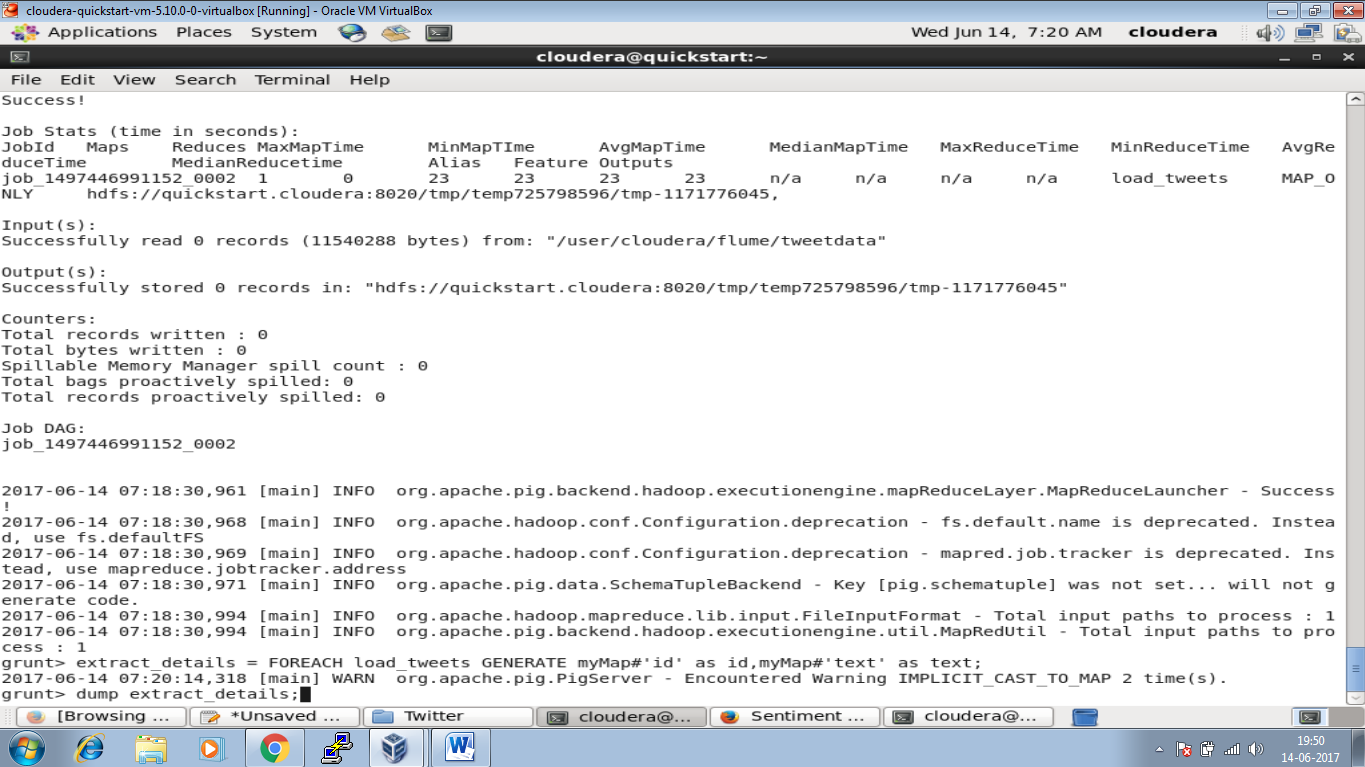 cloudera-quickstart-vm-5.10.0-0-virtualbox [Running] - Oracle VM VirtualBox
Applications Places System Wed Jun 14, 7:20 AM cloudera
cloudera@quickstart:~
File Edit View Search Terminal Help
Success!
Job Stats (time in seconds):
JobId Maps Reduces MaxMapTime MinMapTIme AvgMapTime MedianMapTime MaxReduceTime MinReduceTime AvgRe
duceTime MedianReducetime Alias Feature Outputs
job_1497446991152_0002 1 0 23 23 23 23 n/a n/a n/a n/a load_tweets MAP_O
NLY hdfs://quickstart.cloudera:8020/tmp/temp725798596/tmp-1171776045,
Input(s):
Successfully read 0 records (11540288 bytes) from: "/user/cloudera/flume/tweetdata"
Output(s):
Successfully stored 0 records in: "hdfs://quickstart.cloudera:8020/tmp/temp725798596/tmp-1171776045"
Counters:
Total records written : 0
Total bytes written : 0
Spillable Memory Manager spill count : 0
Total bags proactively spilled: 0
Total records proactively spilled: 0
Job DAG:
job_1497446991152_0002
2017-06-14 07:18:30,961 [main] INFO org.apache.pig.backend.hadoop.executionengine.mapReduceLayer.MapReduceLauncher - Success
!
2017-06-14 07:18:30,968 [main] INFO org.apache.hadoop.conf.Configuration.deprecation - fs.default.name is deprecated. Instea
d, use fs.defaultFS
2017-06-14 07:18:30,969 [main] INFO org.apache.hadoop.conf.Configuration.deprecation - mapred.job.tracker is deprecated. Ins
tead, use mapreduce.jobtracker.address
2017-06-14 07:18:30,971 [main] INFO org.apache.pig.data.SchemaTupleBackend - Key [pig.schematuple] was not set... will not g
enerate code.
2017-06-14 07:18:30,994 [main] INFO org.apache.hadoop.mapreduce.lib.input.FileInputFormat - Total input paths to process : 1
2017-06-14 07:18:30,994 [main] INFO org.apache.pig.backend.hadoop.executionengine.util.MapRedUtil - Total input paths to pro
cess : 1
grunt> extract_details = FOREACH load_tweets GENERATE myMap#'id' as id,myMap#'text' as text;
2017-06-14 07:20:14,318 [main] WARN org.apache.pig.PigServer - Encountered Warning IMPLICIT_CAST_TO_MAP 2 time(s).
grunt> dump extract_details;
[Browsing ... *Unsaved ... Twitter cloudera@... Sentiment ... cloudera@...
19:50
14-06-2017